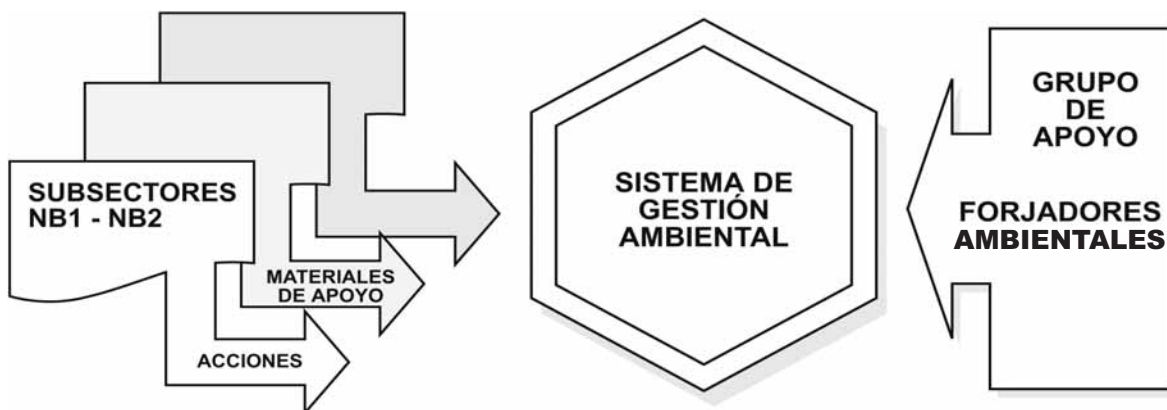 SUBSECTORES
NB1 - NB2
MATERIALES
DE APOYO
ACCIONES
SISTEMA DE
GESTIÓN
AMBIENTAL
GRUPO
DE
APOYO
FORJADORES
AMBIENTALES